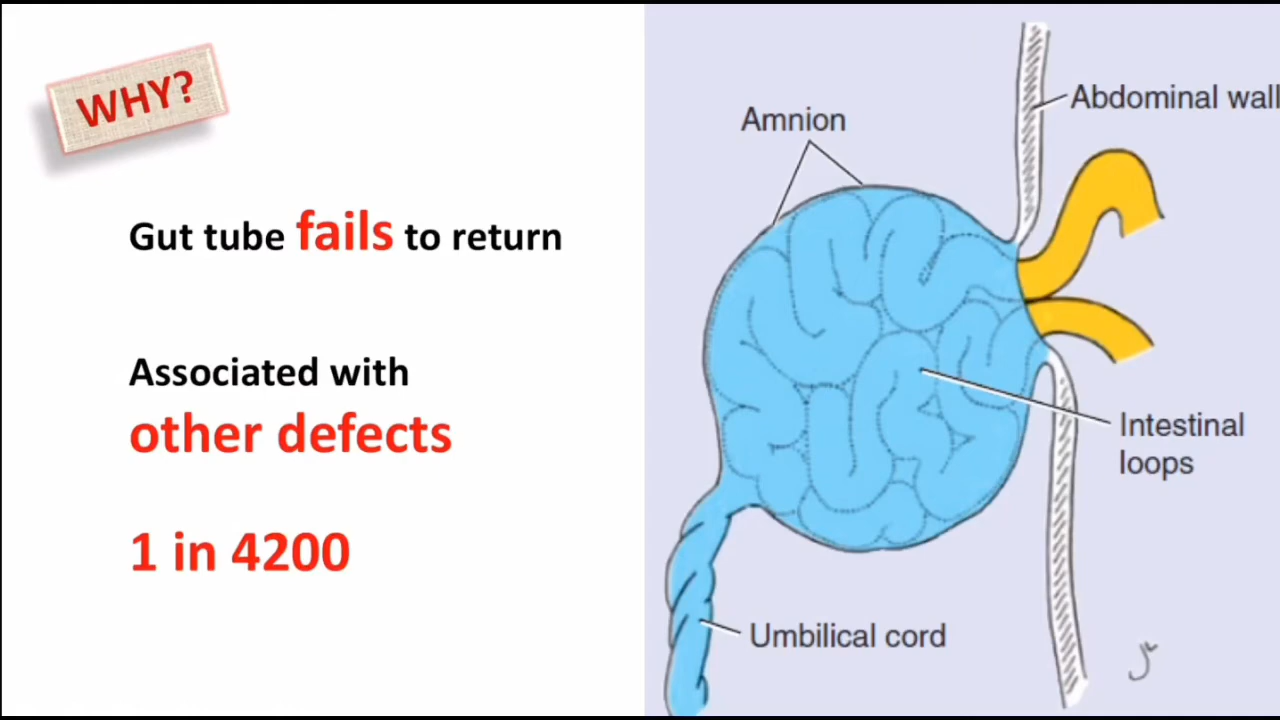 WHY?
Gut tube fails to return
Associated with
other defects
1 in 4200
Amnion
Abdominal wall
Intestinal
loops
Umbilical cord